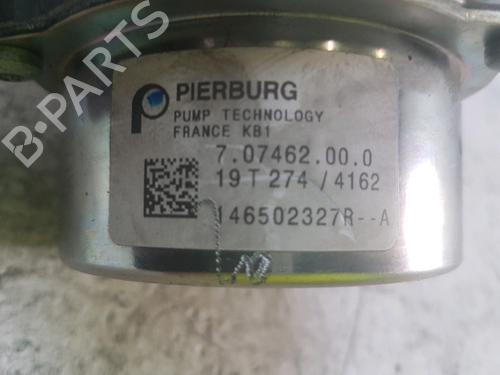 PIERBURG
PUMP TECHNOLOGY
FRANCE KB1
7.07462.00.0
19 T 274 / 4162
146502327R--A
B-PARTS